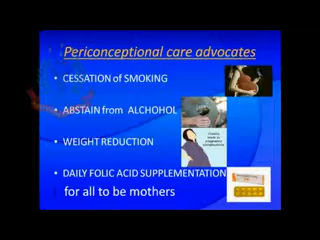 Periconceptional care advocates
• CESSATION of SMOKING
• ABSTAIN from ALCHOHOL
• WEIGHT REDUCTION
• DAILY FOLIC ACID SUPPLEMENTATION
for all to be mothers